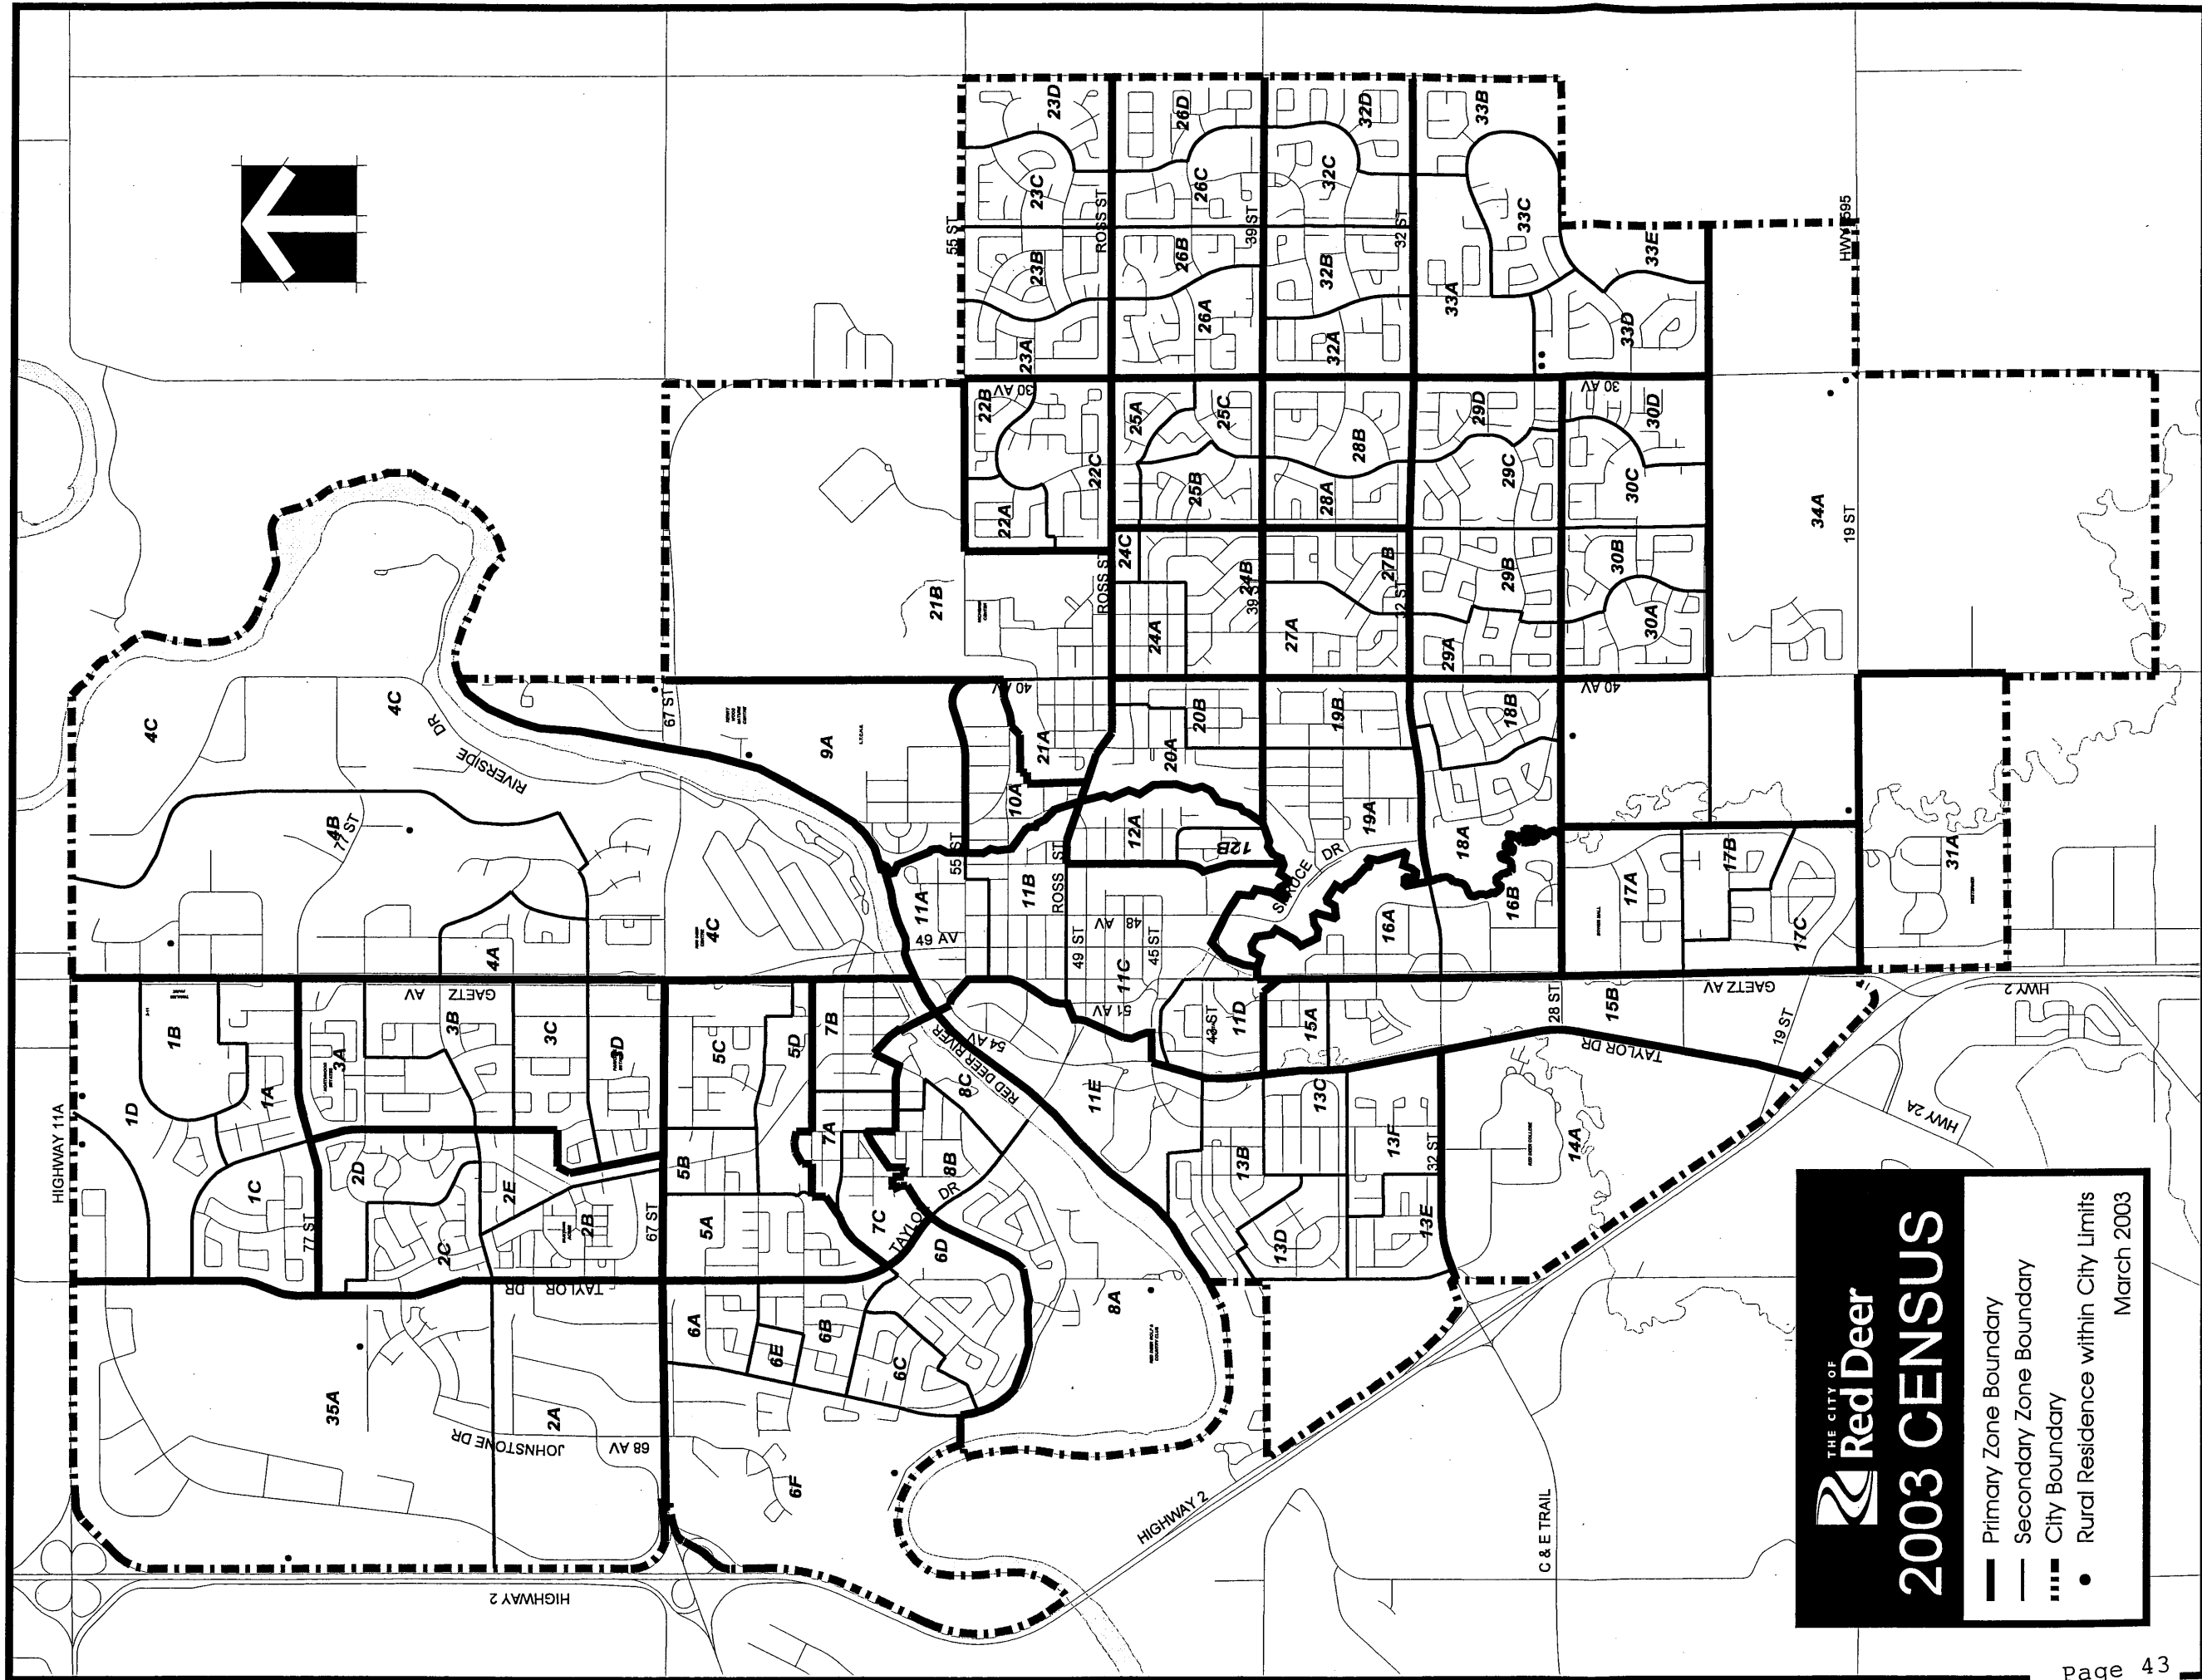 HIGHWAY 11A
HIGHWAY 2
HIGHWAY 2
C & E TRAIL
HWY 2A
HWY 2
HWY 595
67 ST
67 ST
77 ST
77 ST
55 ST
55 ST
ROSS ST
ROSS ST
ROSS ST
49 ST
45 ST
43 ST
39 ST
39 ST
32 ST
32 ST
32 ST
28 ST
19 ST
19 ST
30 AV
30 AV
40 AV
40 AV
48 AV
49 AV
51 AV
54 AV
68 AV
GAETZ AV
GAETZ AV
TAYLOR DR
TAYLOR DR
TAYLOR DR
JOHNSTONE DR
RIVERSIDE DR
SPRUCE DR
RED DEER RIVER
1A
1B
1C
1D
2A
2B
2C
2D
2E
3A
3B
3C
3D
4A
4B
4C
4C
4C
5A
5B
5C
5D
6A
6B
6C
6D
6E
6F
7A
7B
7C
8A
8B
8C
9A
10A
11A
11B
11C
11D
11E
12A
12B
13B
13C
13D
13E
13F
14A
15A
15B
16A
16B
17A
17B
17C
18A
18B
19A
19B
20A
20B
21A
21B
22A
22B
22C
23A
23B
23C
23D
24A
24B
24C
25A
25B
25C
26A
26B
26C
26D
27A
27B
28A
28B
29A
29B
29C
29D
30A
30B
30C
30D
31A
32A
32B
32C
32D
33A
33B
33C
33D
33E
34A
35A
RED DEER COLLEGE
THE CITY OF
Red Deer
2003 CENSUS
Primary Zone Boundary
Secondary Zone Boundary
City Boundary
Rural Residence within City Limits
March 2003
Page 43